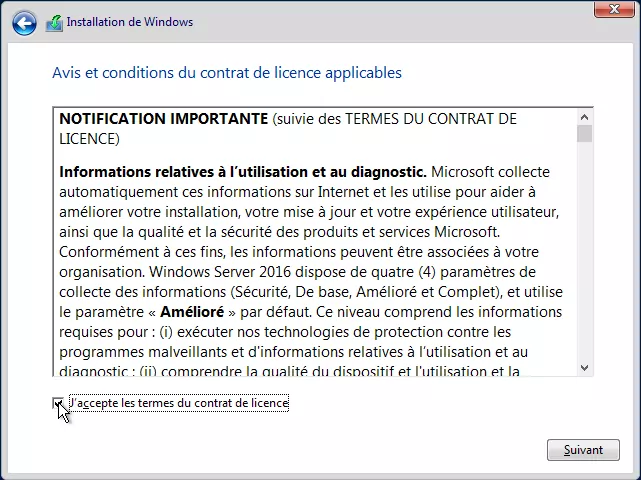 Installation de Windows
Avis et conditions du contrat de licence applicables
NOTIFICATION IMPORTANTE (suivie des TERMES DU CONTRAT DE
LICENCE)
Informations relatives à l'utilisation et au diagnostic. Microsoft collecte
automatiquement ces informations sur Internet et les utilise pour aider à
améliorer votre installation, votre mise à jour et votre expérience utilisateur,
ainsi que la qualité et la sécurité des produits et services Microsoft.
Conformément à ces fins, les informations peuvent être associées à votre
organisation. Windows Server 2016 dispose de quatre (4) paramètres de
collecte des informations (Sécurité, De base, Amélioré et Complet), et utilise
le paramètre « Amélioré » par défaut. Ce niveau comprend les informations
requises pour : (i) exécuter nos technologies de protection contre les
programmes malveillants et d'informations relatives à l'utilisation et au
diagnostic ; (ii) comprendre la qualité du dispositif et l'utilisation et la
J'accepte les termes du contrat de licence
Suivant